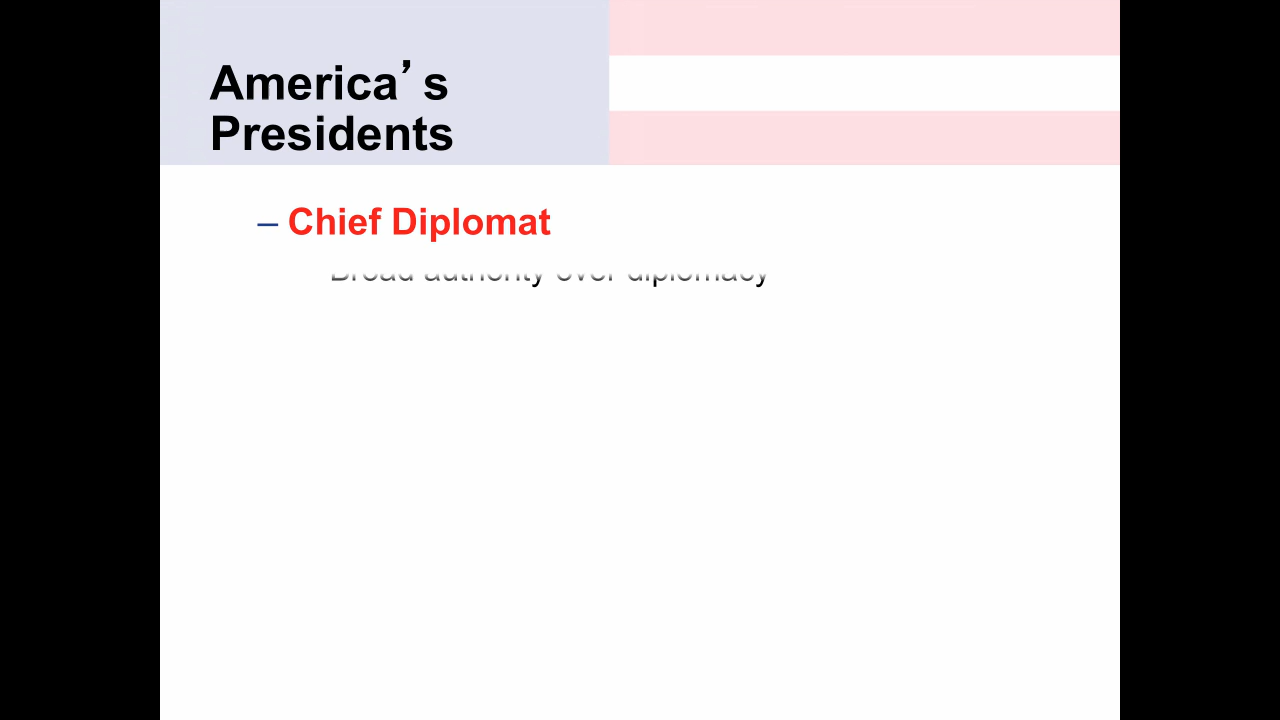 America’s
Presidents
– Chief Diplomat
Broad authority over diplomacy